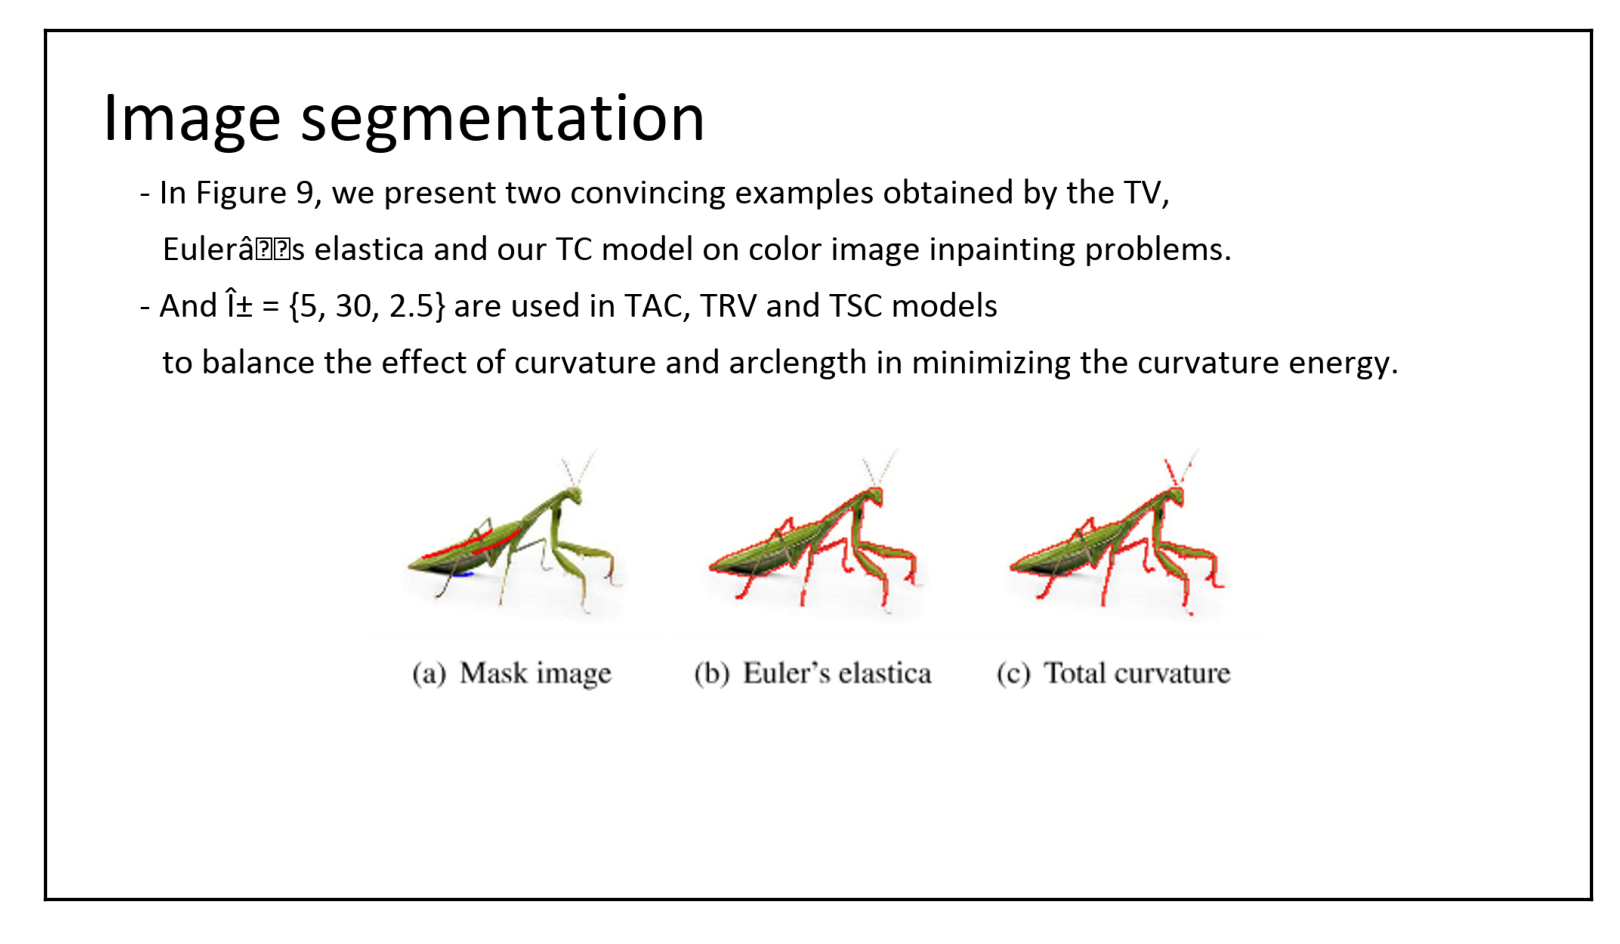 Image segmentation
- In Figure 9, we present two convincing examples obtained by the TV,
Eulerâ��s elastica and our TC model on color image inpainting problems.
- And Î± = {5, 30, 2.5} are used in TAC, TRV and TSC models
to balance the effect of curvature and arclength in minimizing the curvature energy.
(a) Mask image (b) Euler's elastica (c) Total curvature